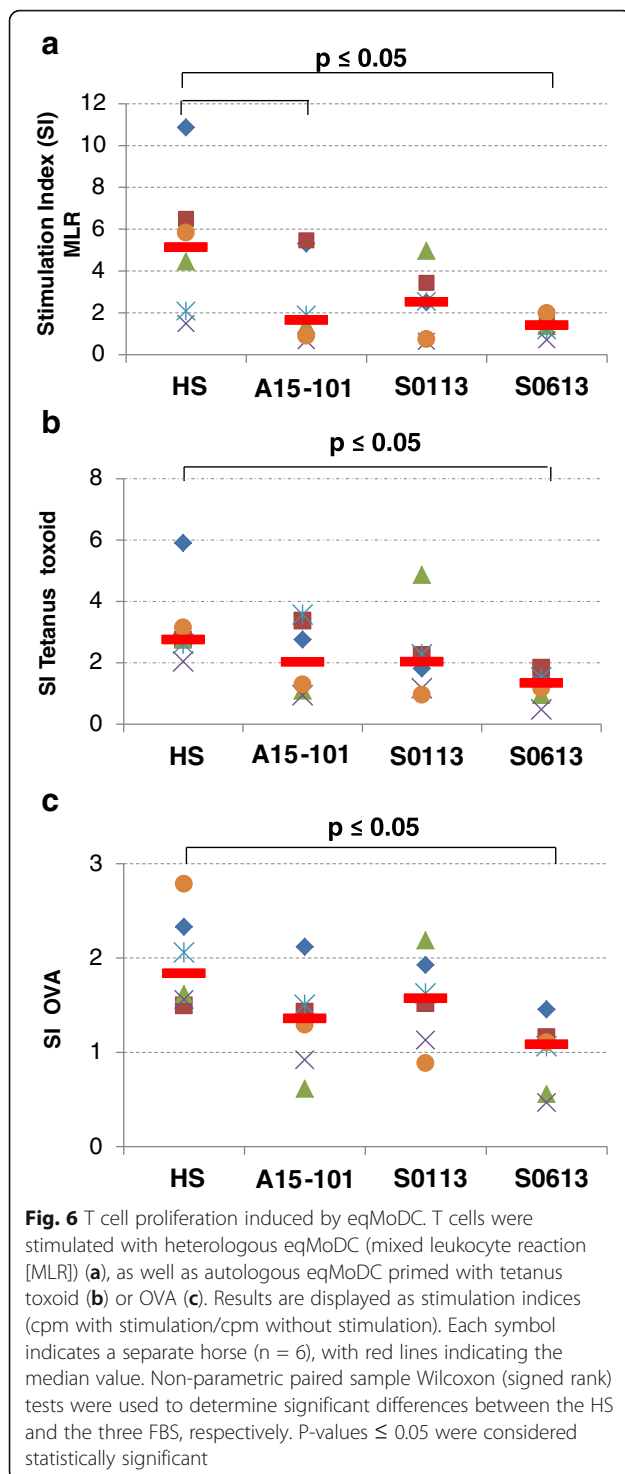 a
p ≤ 0.05
Stimulation Index (SI)
MLR
12
10
8
6
4
2
0
HS A15-101 S0113 S0613
b
p ≤ 0.05
SI Tetanus toxoid
8
6
4
2
0
HS A15-101 S0113 S0613
c
p ≤ 0.05
SI OVA
3
2
1
0
HS A15-101 S0113 S0613
Fig. 6 T cell proliferation induced by eqMoDC. T cells were
stimulated with heterologous eqMoDC (mixed leukocyte reaction
[MLR]) (a), as well as autologous eqMoDC primed with tetanus
toxoid (b) or OVA (c). Results are displayed as stimulation indices
(cpm with stimulation/cpm without stimulation). Each symbol
indicates a separate horse (n = 6), with red lines indicating the
median value. Non-parametric paired sample Wilcoxon (signed rank)
tests were used to determine significant differences between the HS
and the three FBS, respectively. P-values ≤ 0.05 were considered
statistically significant